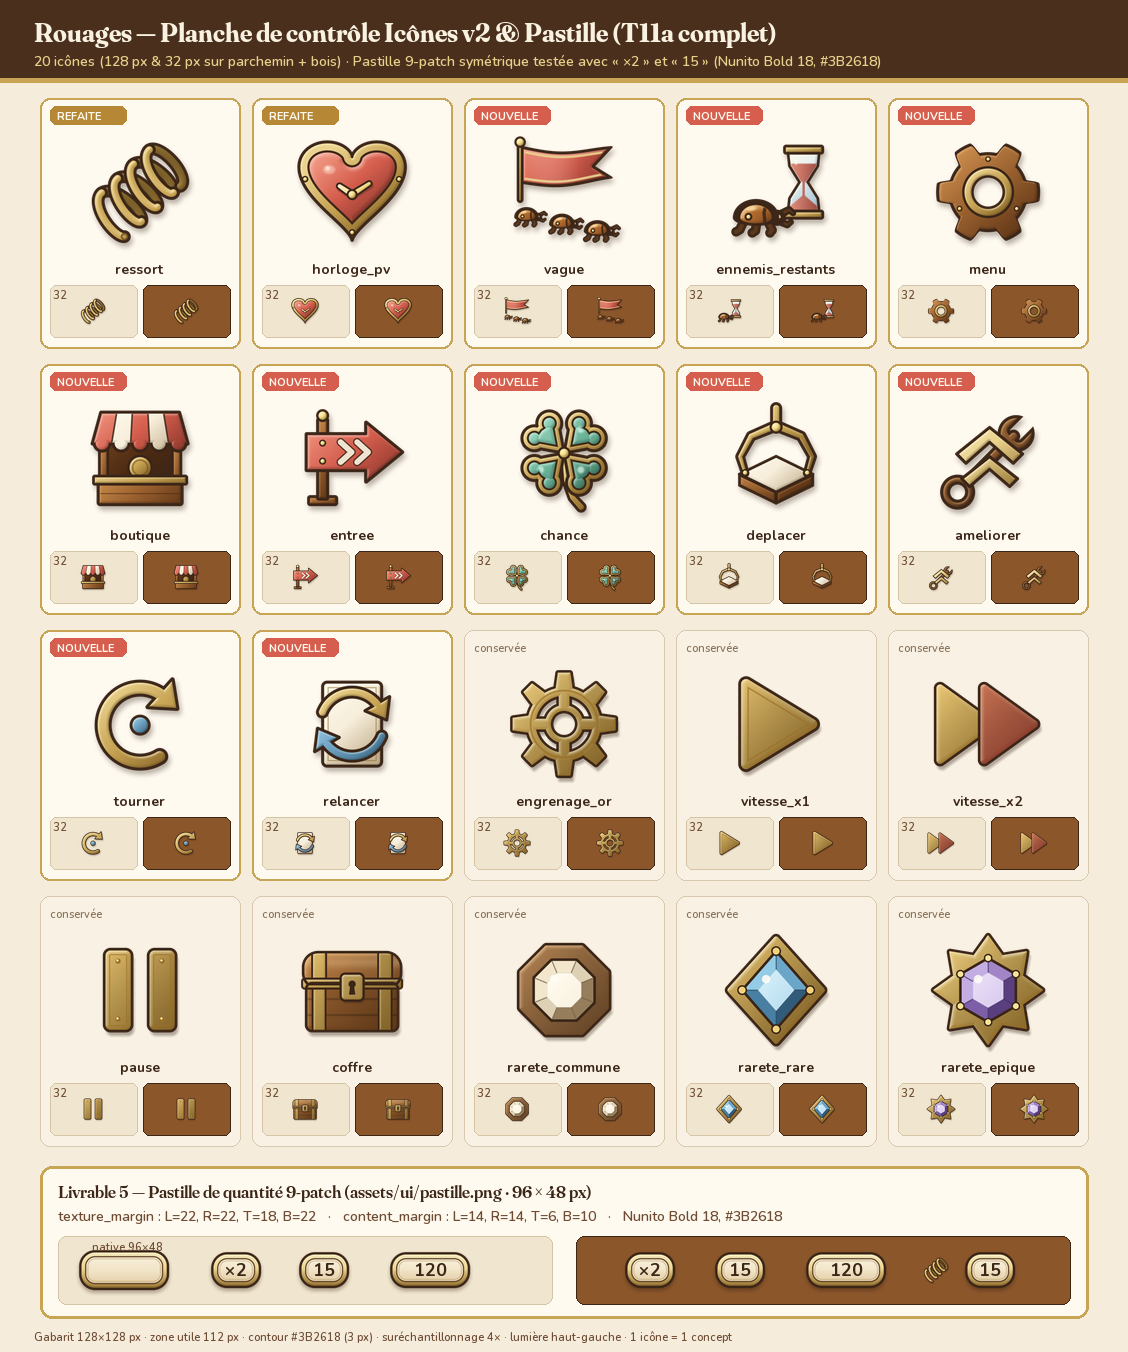 Rouages — Planche de contrôle Icônes v2 & Pastille (T11a complet)
20 icônes (128 px & 32 px sur parchemin + bois) · Pastille 9-patch symétrique testée avec « ×2 » et « 15 » (Nunito Bold 18, #3B2618)
REFAITE REFAITE NOUVELLE NOUVELLE NOUVELLE
ressort horloge_pv vague ennemis_restants menu
32 32 32 32 32
NOUVELLE NOUVELLE NOUVELLE NOUVELLE NOUVELLE
boutique entree chance deplacer ameliorer
32 32 32 32 32
NOUVELLE NOUVELLE conservée conservée conservée
tourner relancer engrenage_or vitesse_x1 vitesse_x2
32 32 32 32 32
conservée conservée conservée conservée conservée
pause coffre rarete_commune rarete_rare rarete_epique
32 32 32 32 32
Livrable 5 — Pastille de quantité 9-patch (assets/ui/pastille.png · 96 × 48 px)
texture_margin : L=22, R=22, T=18, B=22 · content_margin : L=14, R=14, T=6, B=10 · Nunito Bold 18, #3B2618
native 96×48
×2 15 120 ×2 15 120 15
Gabarit 128×128 px · zone utile 112 px · contour #3B2618 (3 px) · suréchantillonnage 4× · lumière haut-gauche · 1 icône = 1 concept